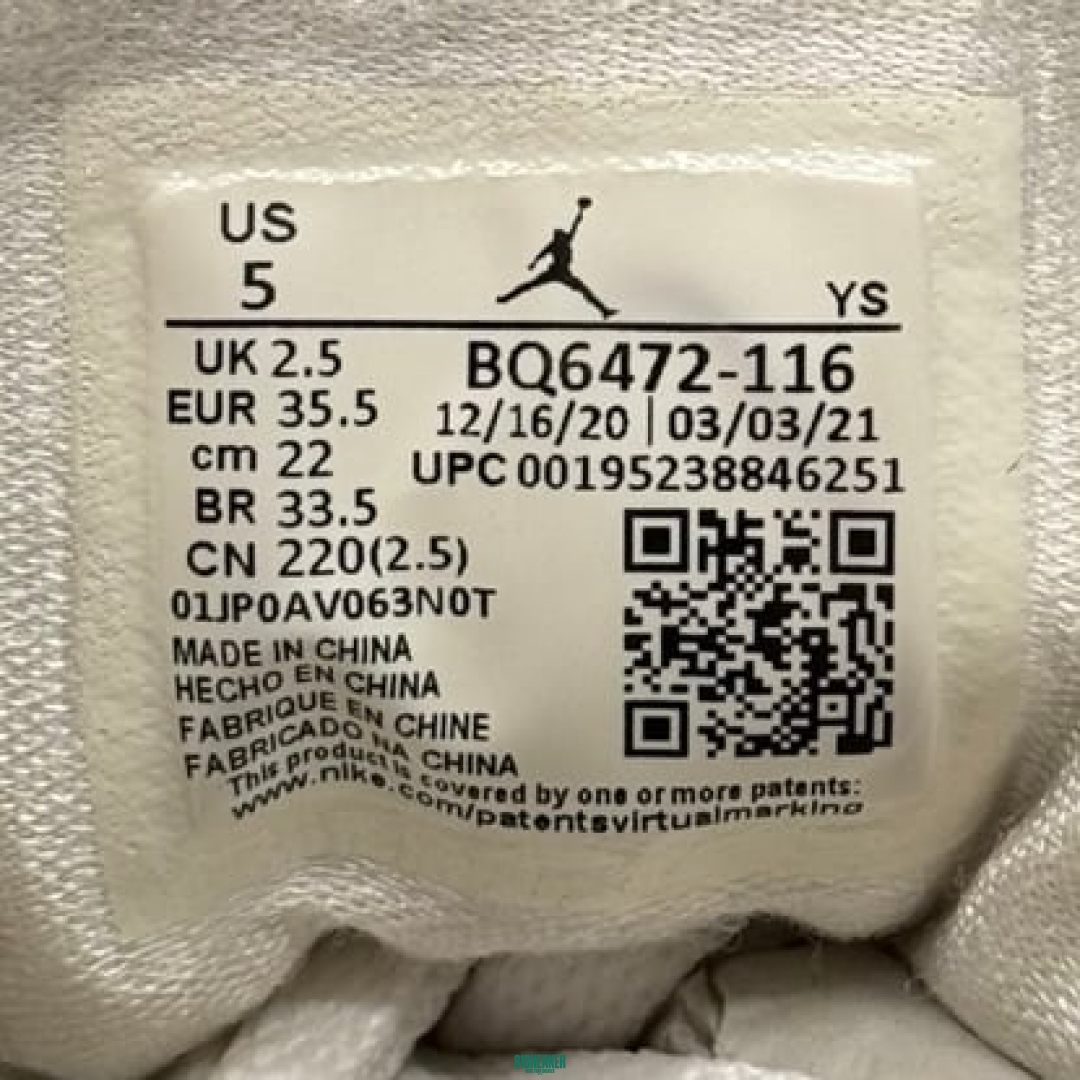 US
5
YS
UK 2.5
EUR 35.5
cm 22
BR 33.5
CN 220(2.5)
BQ6472-116
12/16/20 | 03/03/21
UPC 00195238846251
01JP0AV063N0T
MADE IN CHINA
HECHO EN CHINA
FABRIQUE EN CHINE
FABRICADO NA CHINA
This product is covered by one or more patents:
www.nike.com/patentsvirtualmarking